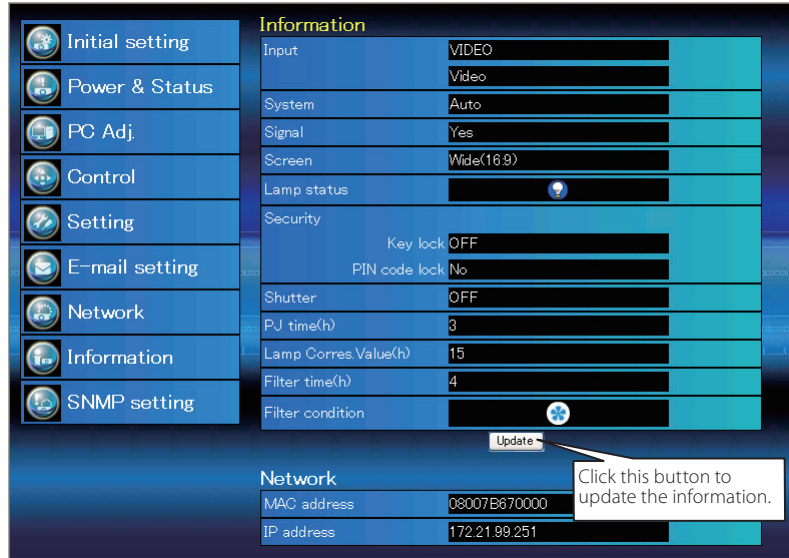 Initial setting
Power & Status
PC Adj.
Control
Setting
E-mail setting
Network
Information
SNMP setting
Information
Input VIDEO
Video
System Auto
Signal Yes
Screen Wide(16:9)
Lamp status
Security
Key lock OFF
PIN code lock No
Shutter OFF
PJ time(h) 3
Lamp Corres.Value(h) 15
Filter time(h) 4
Filter condition
Update
Click this button to
update the information.
Network
MAC address 08007B670000
IP address 172.21.99.251